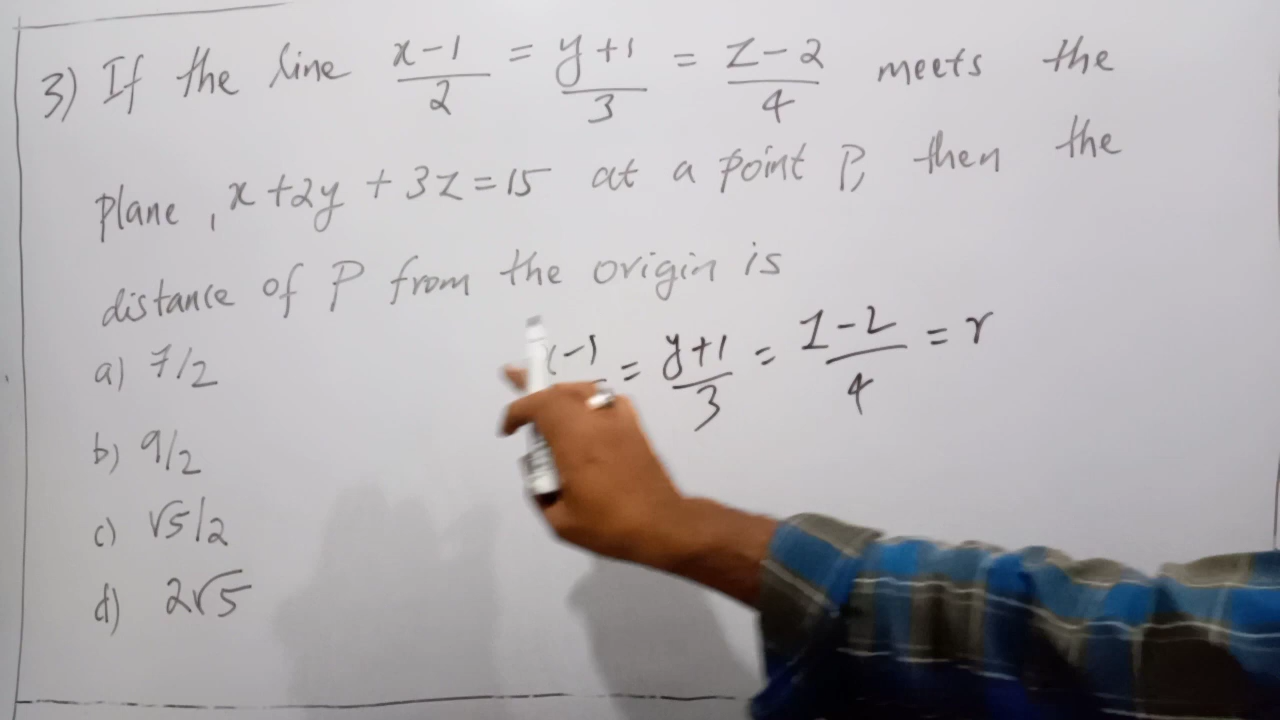 3) If the line x-1/2 = y+1/3 = z-2/4 meets the
plane, x+2y+3z=15 at a point P, then the
distance of P from the origin is
a) 7/2
b) 9/2
c) √5/2
d) 2√5
= y+1/3 = z-2/4 = r